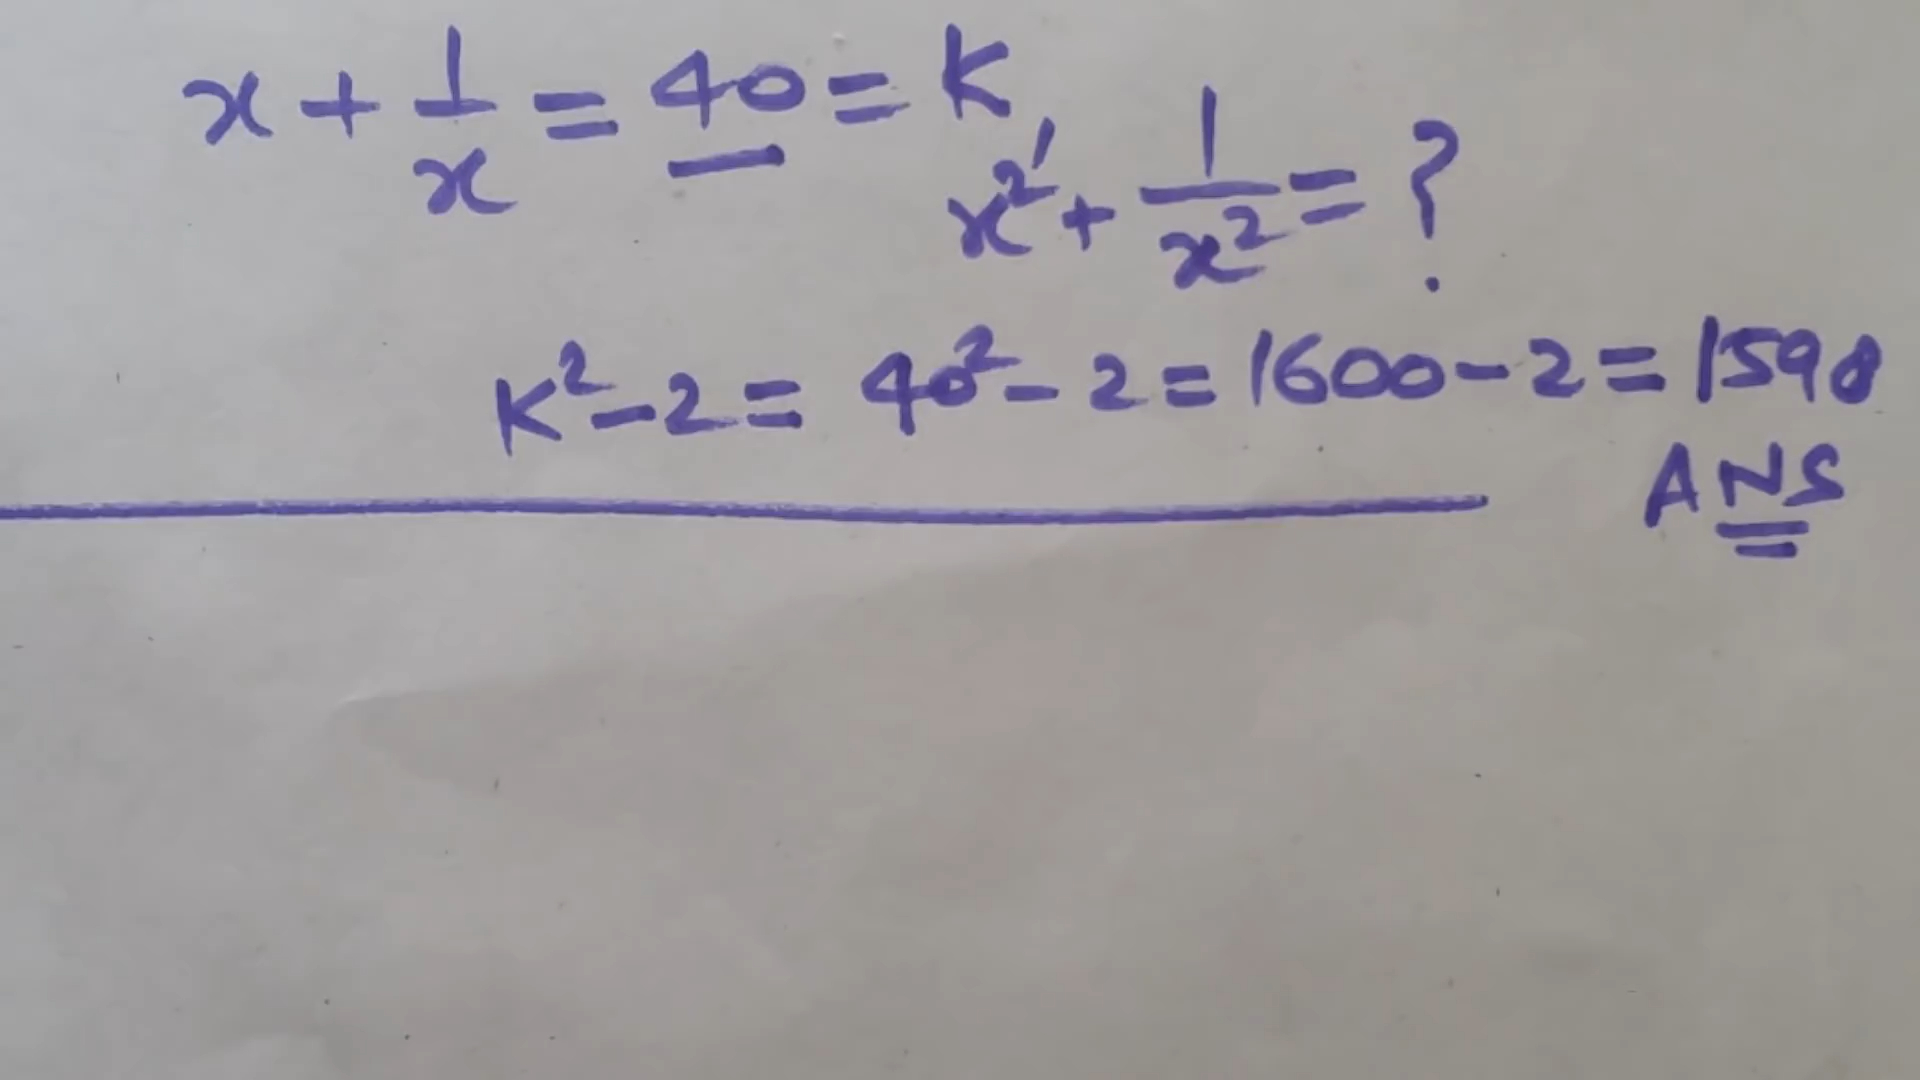 x + 1/x = 40 = K,
x² + 1/x² = ?
K² - 2 = 40² - 2 = 1600 - 2 = 1598
ANS